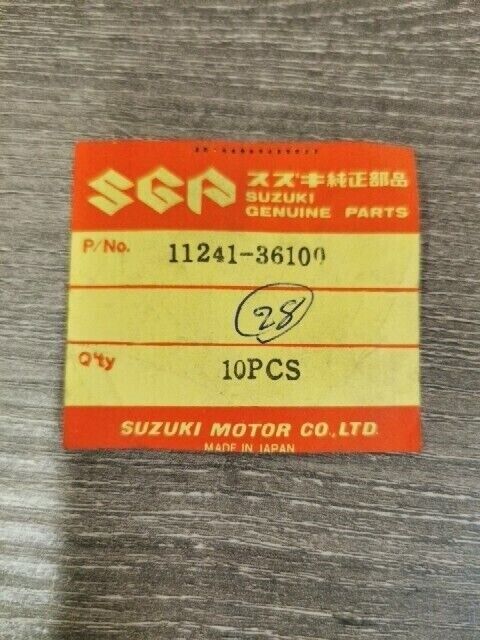 SGP スズキ純正部品
SUZUKI
GENUINE PARTS
P/No. 11241-36100
28
Q'ty 10PCS
SUZUKI MOTOR CO., LTD.
MADE IN JAPAN